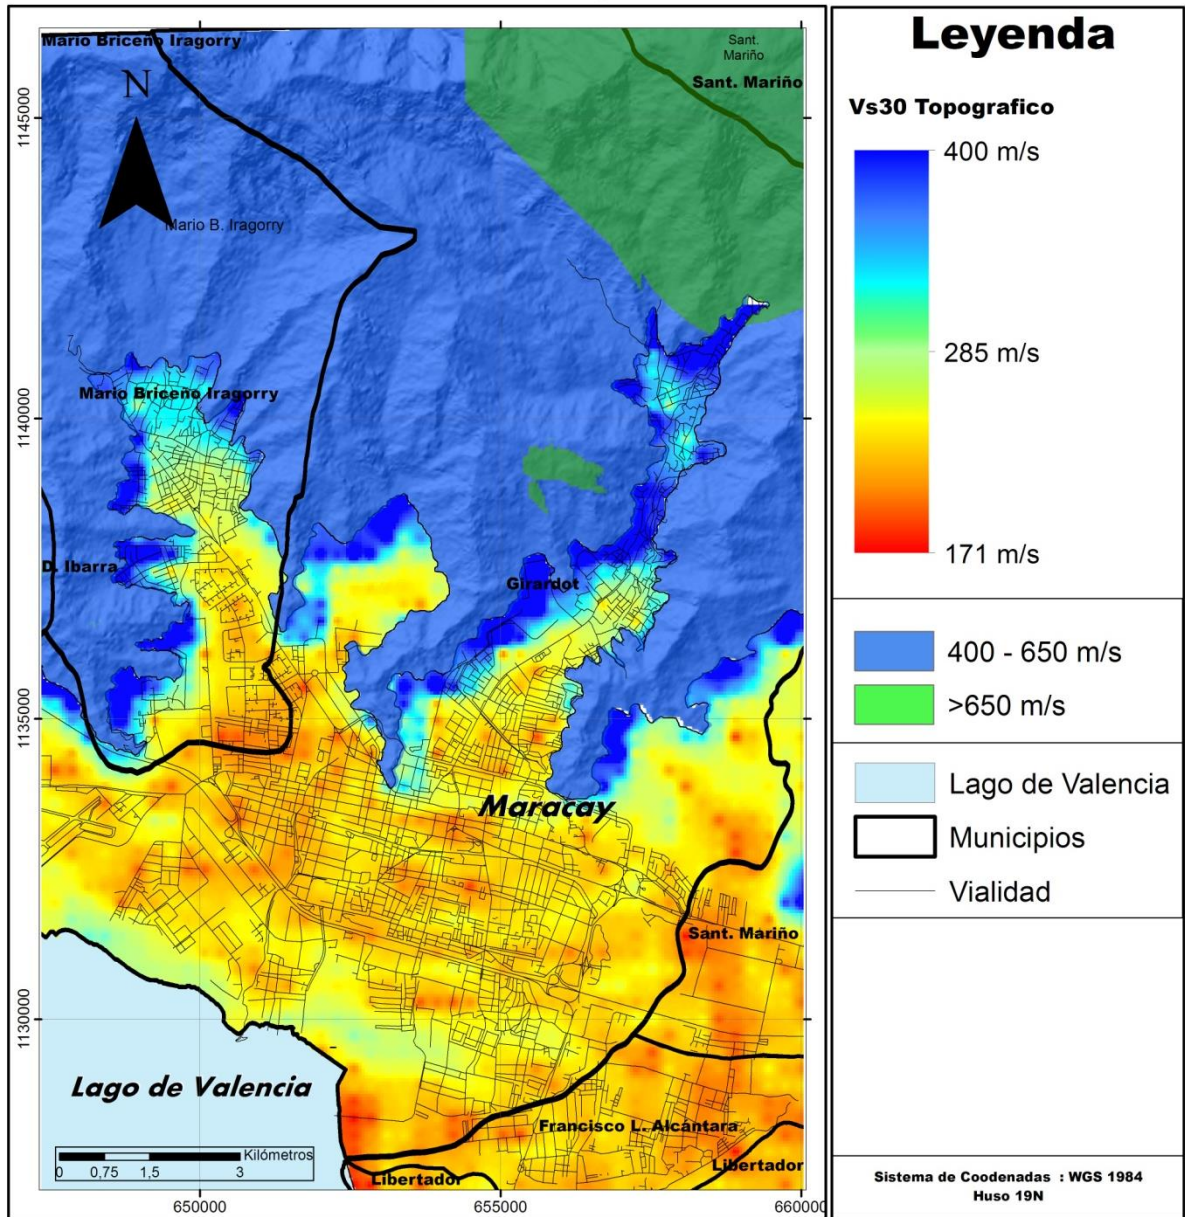 Mario Briceño Iragorry
Sant.
Mariño
Sant. Mariño
N
1145000
Mario B. Iragorry
1140000
Mario Briceño Iragorry
D. Ibarra
Girardot
1135000
Maracay
Sant. Mariño
1130000
Lago de Valencia
Francisco L. Alcántara
Kilómetros
0 0,75 1,5 3
Libertador
Libertador
650000 655000 660000
Leyenda
Vs30 Topografico
400 m/s
285 m/s
171 m/s
400 - 650 m/s
>650 m/s
Lago de Valencia
Municipios
Vialidad
Sistema de Coodenadas : WGS 1984
Huso 19N